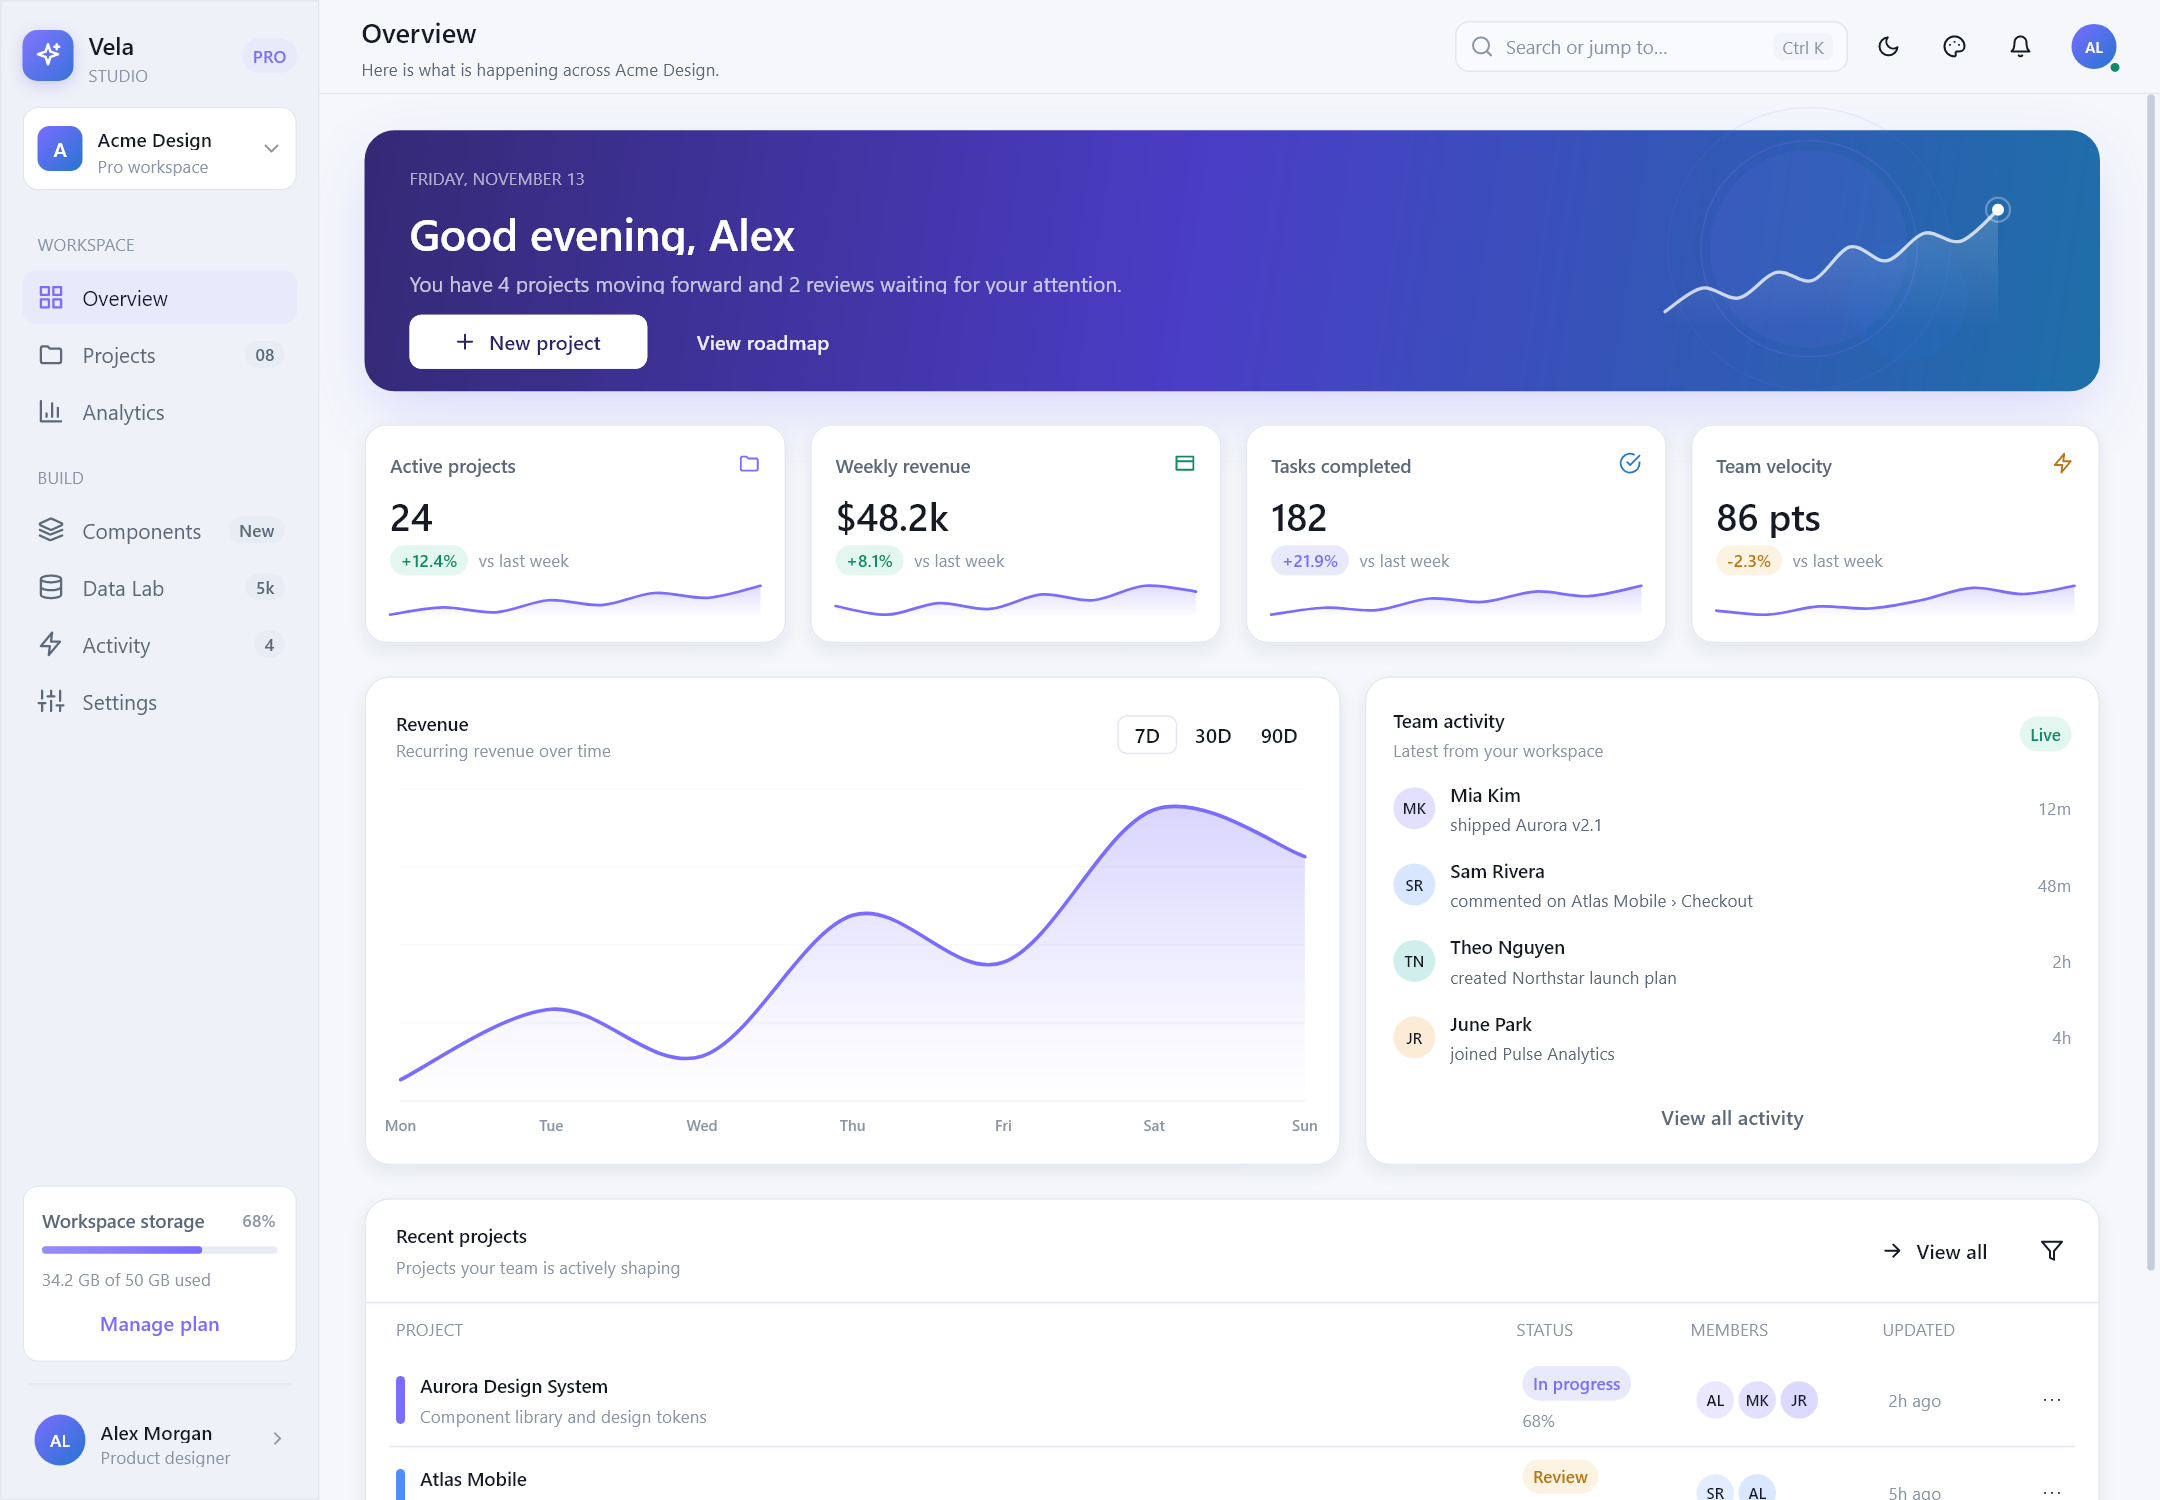 Vela
STUDIO
PRO
Acme Design
Pro workspace
WORKSPACE
Overview
Projects 08
Analytics
BUILD
Components New
Data Lab 5k
Activity 4
Settings
Workspace storage 68%
34.2 GB of 50 GB used
Manage plan
AL
Alex Morgan
Product designer
Overview
Here is what is happening across Acme Design.
Search or jump to... Ctrl K
AL
FRIDAY, NOVEMBER 13
Good evening, Alex
You have 4 projects moving forward and 2 reviews waiting for your attention.
New project
View roadmap
Active projects
24
+12.4% vs last week
Weekly revenue
$48.2k
+8.1% vs last week
Tasks completed
182
+21.9% vs last week
Team velocity
86 pts
-2.3% vs last week
Revenue
Recurring revenue over time
7D 30D 90D
Mon Tue Wed Thu Fri Sat Sun
Team activity
Latest from your workspace
Live
MK
Mia Kim
shipped Aurora v2.1
12m
SR
Sam Rivera
commented on Atlas Mobile › Checkout
48m
TN
Theo Nguyen
created Northstar launch plan
2h
JR
June Park
joined Pulse Analytics
4h
View all activity
Recent projects
Projects your team is actively shaping
View all
PROJECT STATUS MEMBERS UPDATED
Aurora Design System
Component library and design tokens
In progress
68%
AL MK JR
2h ago
Atlas Mobile
Review
SR AL
5h ago
A